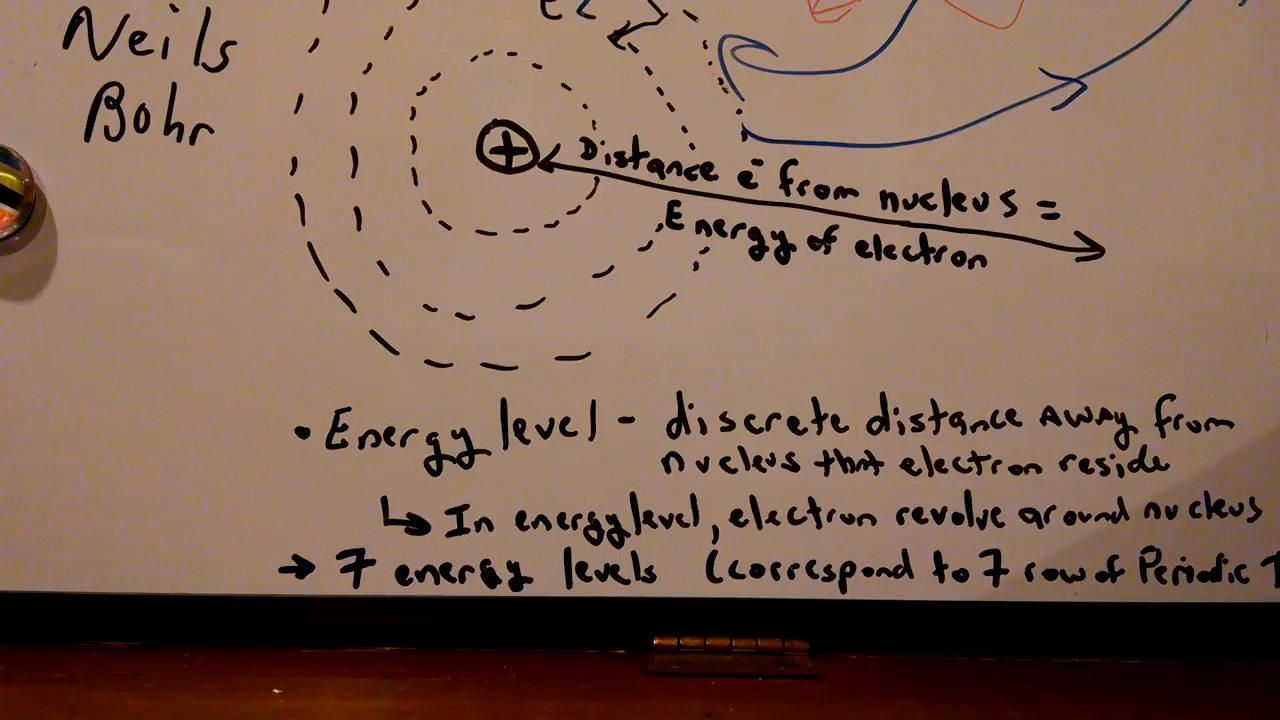 Neils
Bohr
+
Distance e⁻ from nucleus =
Energy of electron
• Energy level - discrete distance AWAY from
nucleus that electron reside
↳ In energy level, electron revolve around nucleus
→ 7 energy levels (correspond to 7 row of Periodic